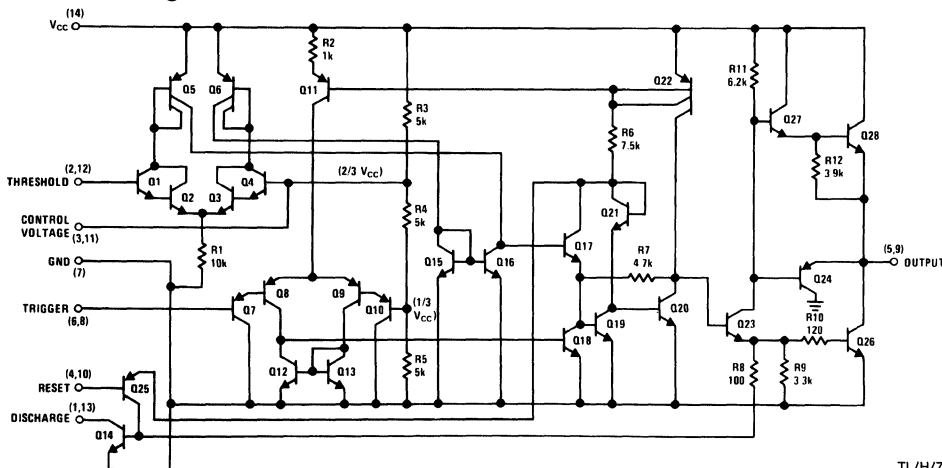 VCC (14)
R2
1k
Q5
Q6
Q11
Q22
R11
6.2k
Q27
Q28
R3
5k
R6
7.5k
R12
3 9k
(2,12)
THRESHOLD
Q1
Q2
Q3
Q4
(2/3 VCC)
R4
5k
Q21
CONTROL
VOLTAGE
(3,11)
R1
10k
Q15
Q16
Q17
R7
4 7k
(5,9)
OUTPUT
GND
(7)
Q24
TRIGGER
(6,8)
Q7
Q8
Q9
Q10
(1/3
VCC)
Q18
Q19
Q20
Q23
R10
120
Q26
R5
5k
Q12
Q13
R8
100
R9
3 3k
RESET
(4,10)
Q25
DISCHARGE
(1,13)
Q14
TL/H/7